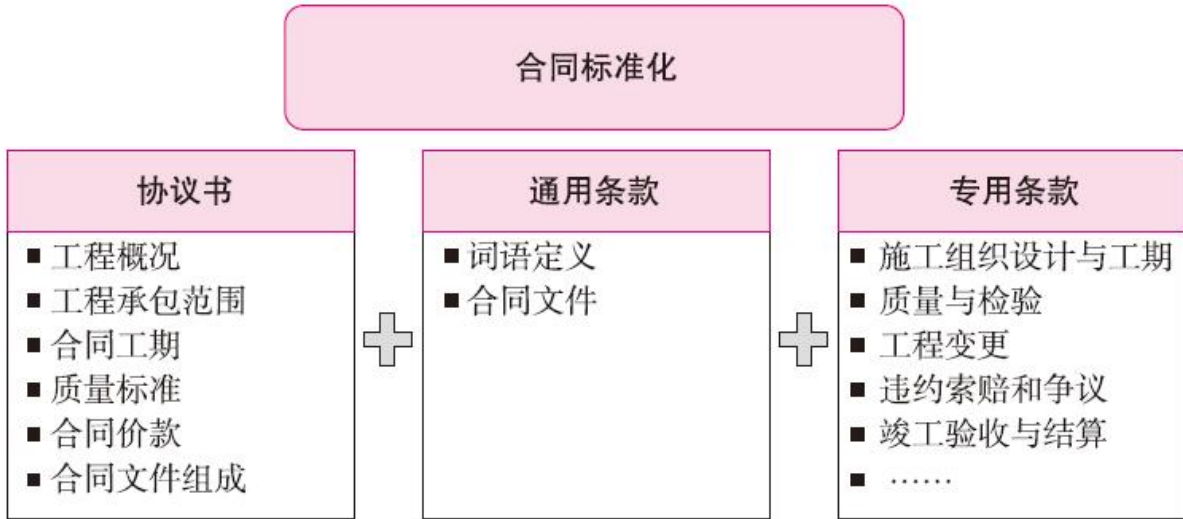 合同标准化
协议书
■ 工程概况
■ 工程承包范围
■ 合同工期
■ 质量标准
■ 合同价款
■ 合同文件组成
通用条款
■ 词语定义
■ 合同文件
专用条款
■ 施工组织设计与工期
■ 质量与检验
■ 工程变更
■ 违约索赔和争议
■ 竣工验收与结算
■ ……